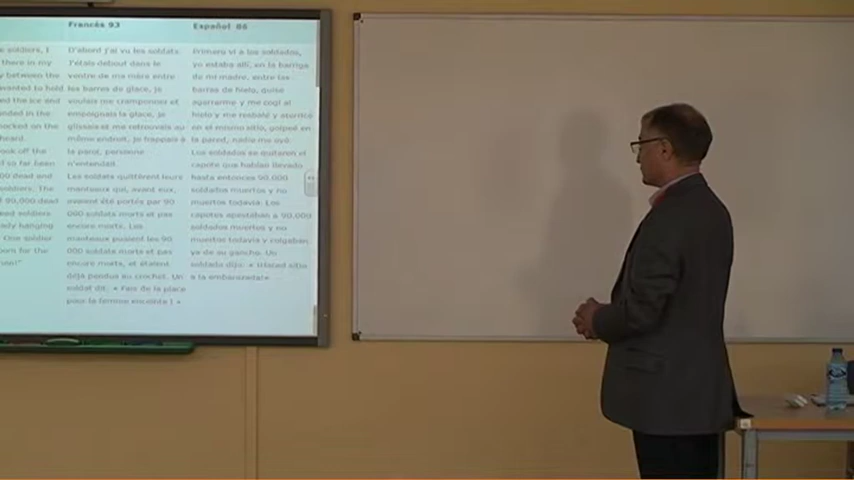 Francés 93
Español 86
e soldiers, I
there in my
y between the
wanted to hold
ed the ice and
nded in the
nocked on the
heard.
ook off the
d so far been
00 dead and
soldiers. The
d 90,000 dead
ead soldiers
ady hanging
One soldier
D'abord j'ai vu les soldats.
J'étais debout dans le
ventre de ma mère entre
les barres de glace, je
voulais me cramponner et
empoignais la glace, je
glissais et me retrouvais au
même endroit, je frappais à
la paroi, personne
n'entendait.
Les soldats quittèrent leurs
manteaux qui, avant eux,
avaient été portés par 90
000 soldats morts et pas
encore morts. Les
manteaux puaient les 90
000 soldats morts et pas
encore morts, et étaient
déjà pendus au crochet. Un
soldat dit: « Fais de la place
pour la femme enceinte ! »
Primero vi a los soldados,
yo estaba allí, en la barriga
de mi madre, entre las
barras de hielo, quise
agarrarme y me cogí al
hielo y me resbalé y aterricé
en el mismo sitio, golpeé en
la pared, nadie me oyó.
Los soldados se quitaron el
capote que habían llevado
hasta entonces 90.000
soldados muertos y no
muertos todavía. Los
capotes apestaban a 90.000
soldados muertos y no
muertos todavía y colgaban
ya de su gancho. Un
soldado dijo: «
sitio
a la embarazada!»